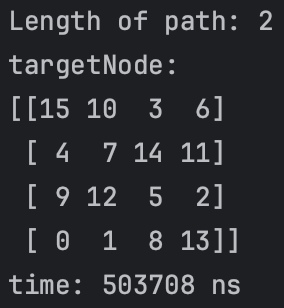 Length of path: 2
targetNode:
[[15 10  3  6]
 [ 4  7 14 11]
 [ 9 12  5  2]
 [ 0  1  8 13]]
time: 503708 ns